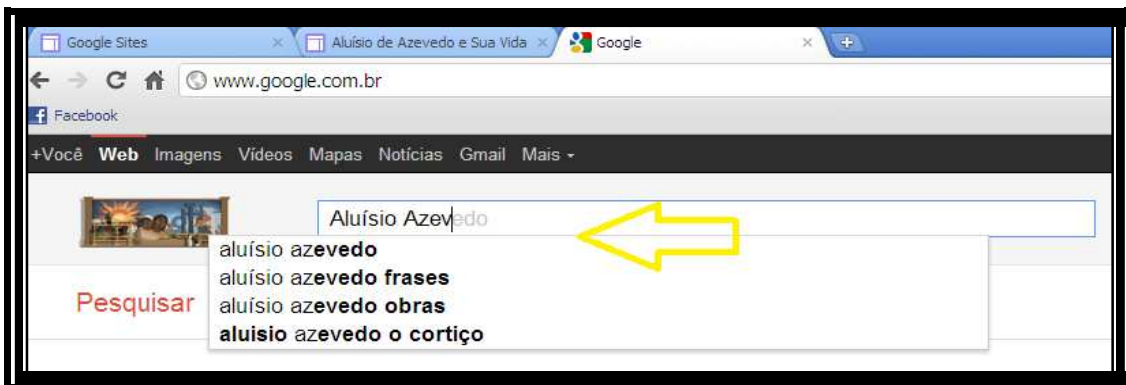 Google Sites Aluísio de Azevedo e Sua Vida Google
www.google.com.br
Facebook
+Você Web Imagens Vídeos Mapas Notícias Gmail Mais
Aluísio Azevedo
aluísio azevedo
aluísio azevedo frases
Pesquisar aluísio azevedo obras
aluisio azevedo o cortiço